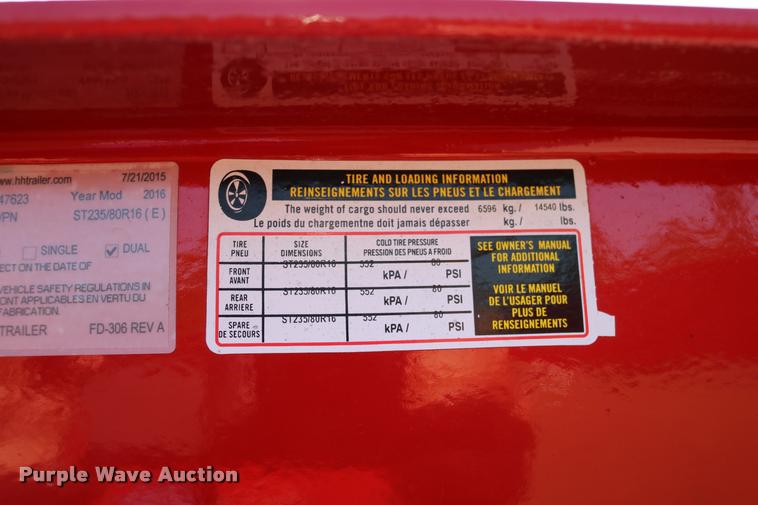 www.hhtrailer.com 7/21/2015
47623 Year Mod 2016
/PN ST235/80R16 ( E )
SINGLE DUAL
ECT ON THE DATE OF
VEHICLE SAFETY REGULATIONS IN
ONT APPLICABLES EN VERTU DU
FABRICATION.
TRAILER FD-306 REV A
TIRE AND LOADING INFORMATION
REINSEIGNEMENTS SUR LES PNEUS ET LE CHARGEMENT
The weight of cargo should never exceed 6596 kg./ 14540 lbs.
Le poids du chargementne doit jamais dépasser kg./ lbs.
TIRE
PNEU
SIZE
DIMENSIONS
COLD TIRE PRESSURE
PRESSION DES PNEUS A FROID
FRONT
AVANT
ST235/80R16
552 kPA / 80 PSI
REAR
ARRIERE
ST235/80R16
552 kPA / 80 PSI
SPARE
DE SECOURS
ST235/80R16
552 kPA / 80 PSI
SEE OWNER'S MANUAL
FOR ADDITIONAL
INFORMATION
VOIR LE MANUEL
DE L'USAGER POUR
PLUS DE
RENSEIGNEMENTS
Purple Wave Auction